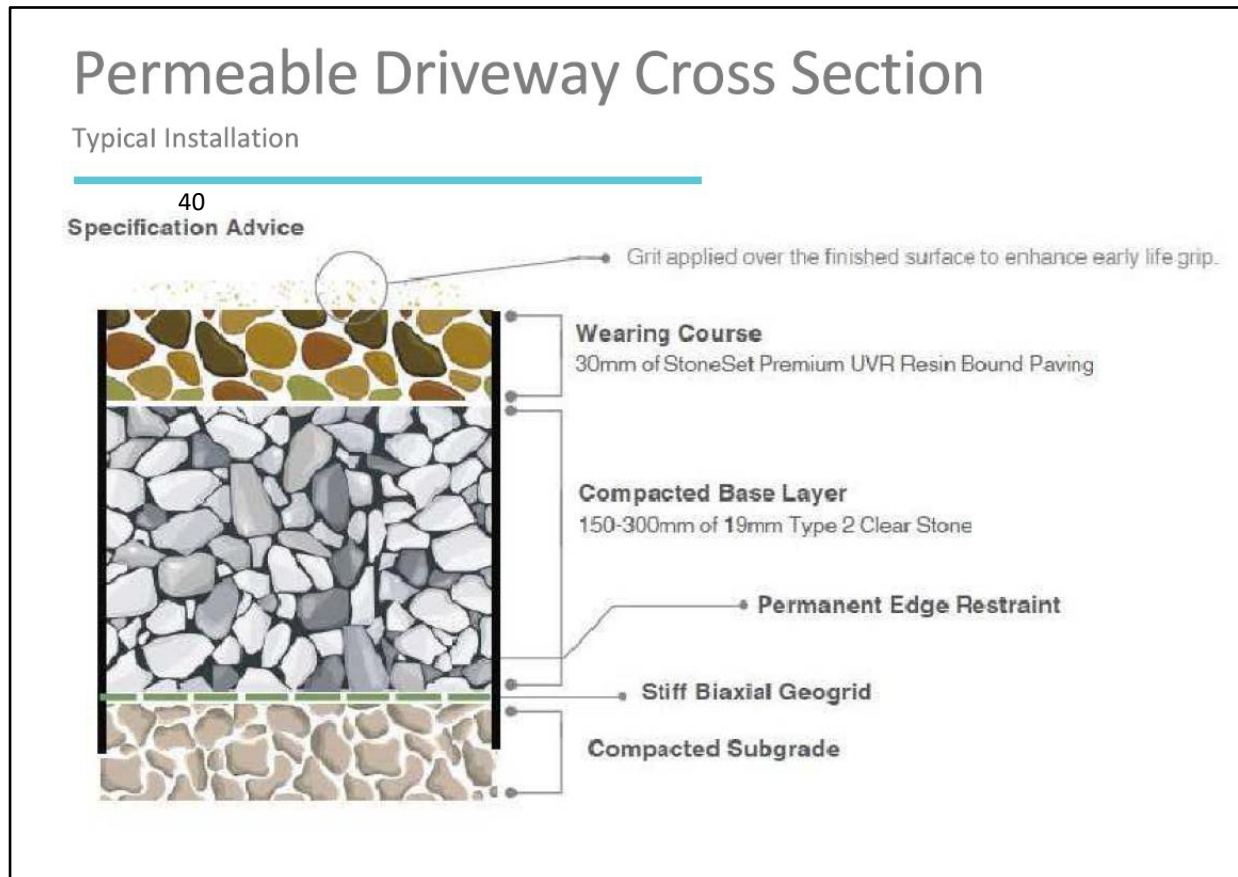 Permeable Driveway Cross Section
Typical Installation
40
Specification Advice
Grit applied over the finished surface to enhance early life grip.
Wearing Course
30mm of StoneSet Premium UVR Resin Bound Paving
Compacted Base Layer
150-300mm of 19mm Type 2 Clear Stone
Permanent Edge Restraint
Stiff Biaxial Geogrid
Compacted Subgrade